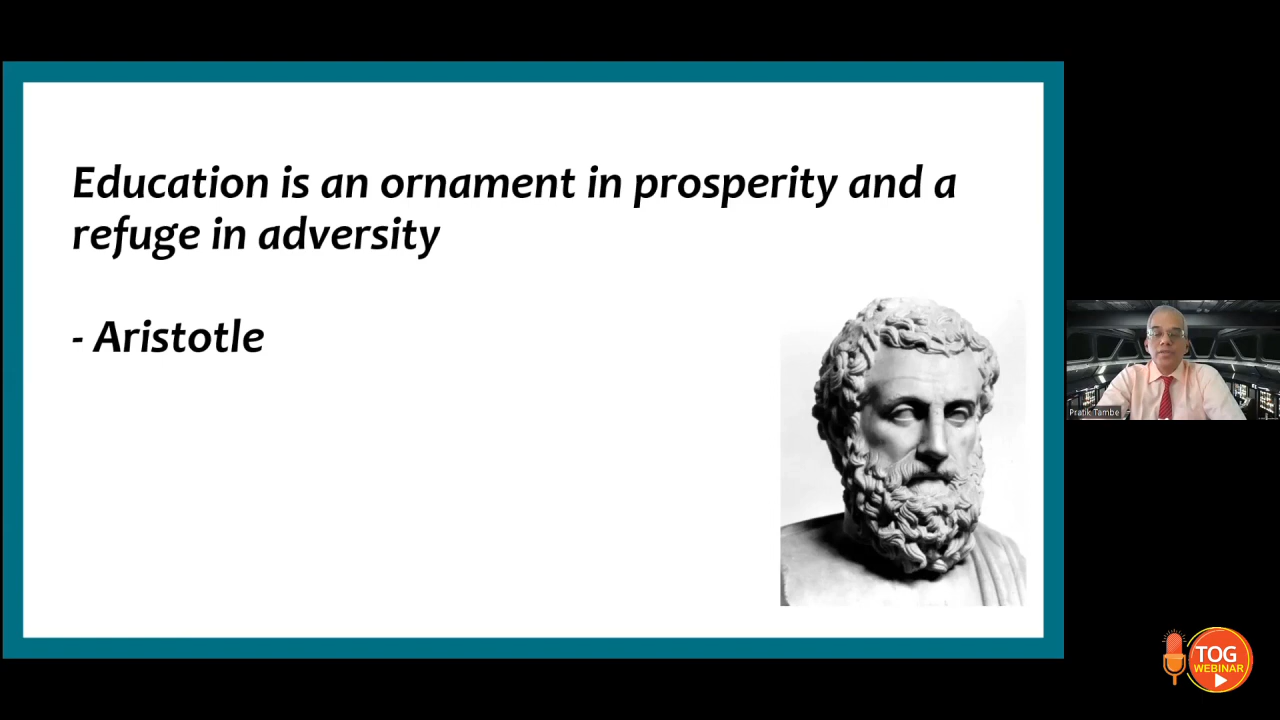 Education is an ornament in prosperity and a
refuge in adversity
- Aristotle
Pratik Tambe
TOG
WEBINAR